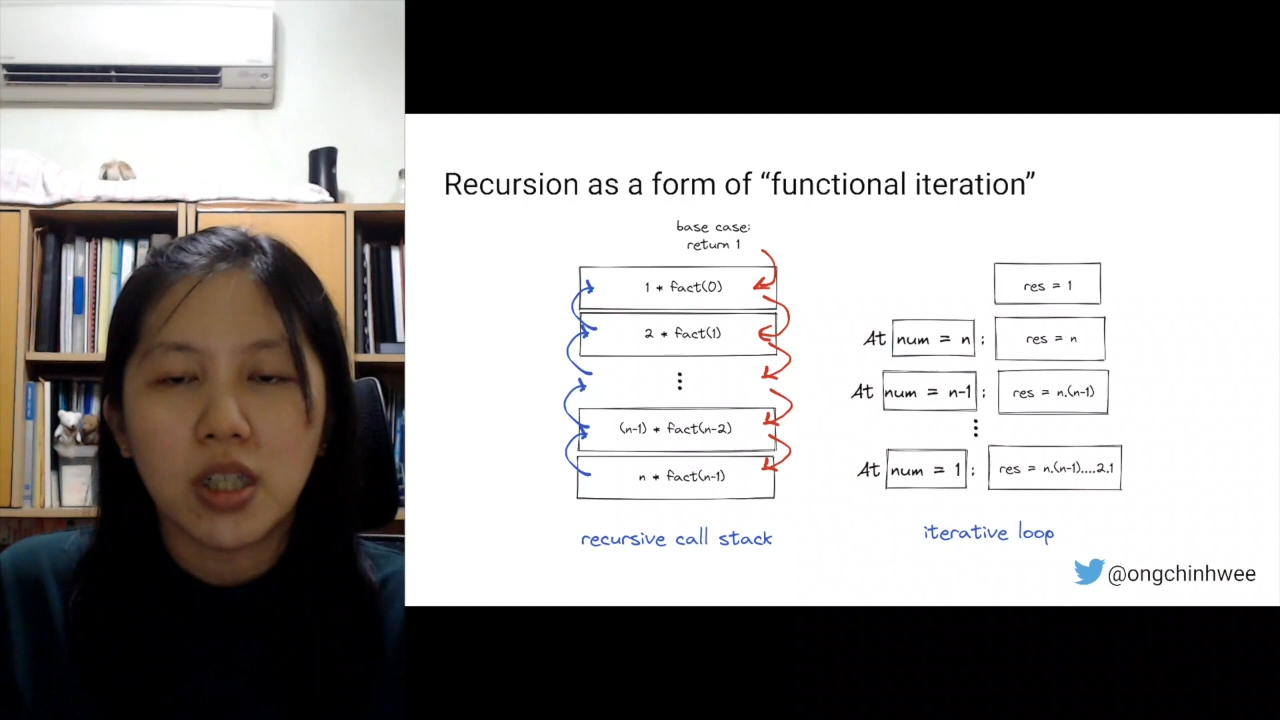 Recursion as a form of “functional iteration”
base case:
return 1
1 * fact(0)
2 * fact(1)
⋮
(n-1) * fact(n-2)
n * fact(n-1)
recursive call stack
res = 1
At num = n : res = n
At num = n-1 : res = n.(n-1)
⋮
At num = 1 : res = n.(n-1)....2.1
iterative loop
@ongchinhwee